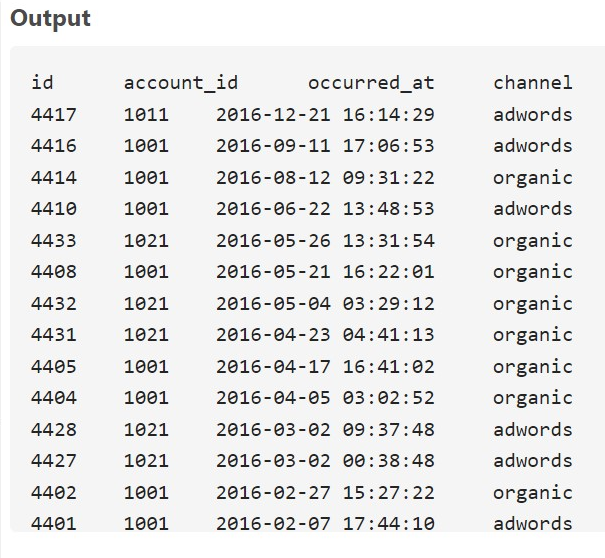 Output
id account_id occurred_at channel
4417 1011 2016-12-21 16:14:29 adwords
4416 1001 2016-09-11 17:06:53 adwords
4414 1001 2016-08-12 09:31:22 organic
4410 1001 2016-06-22 13:48:53 adwords
4433 1021 2016-05-26 13:31:54 organic
4408 1001 2016-05-21 16:22:01 organic
4432 1021 2016-05-04 03:29:12 organic
4431 1021 2016-04-23 04:41:13 organic
4405 1001 2016-04-17 16:41:02 organic
4404 1001 2016-04-05 03:02:52 organic
4428 1021 2016-03-02 09:37:48 adwords
4427 1021 2016-03-02 00:38:48 adwords
4402 1001 2016-02-27 15:27:22 organic
4401 1001 2016-02-07 17:44:10 adwords